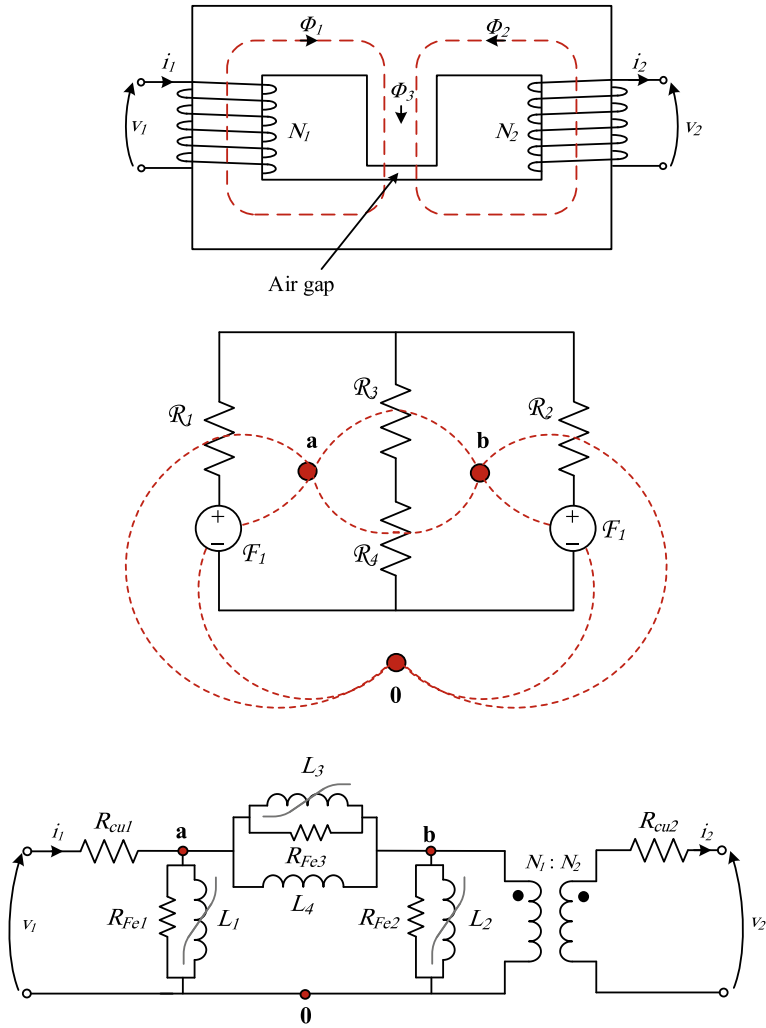 Φ1 Φ2
i1 i2
Φ3
v1 N1 N2 v2
Air gap
R3
R1 R2
a b
+ +
− −
F1 R4 F1
0
L3
i1 Rcu1 a b Rcu2 i2
RFe3
N1 : N2
L4
v1 RFe1 L1 RFe2 L2 v2
0